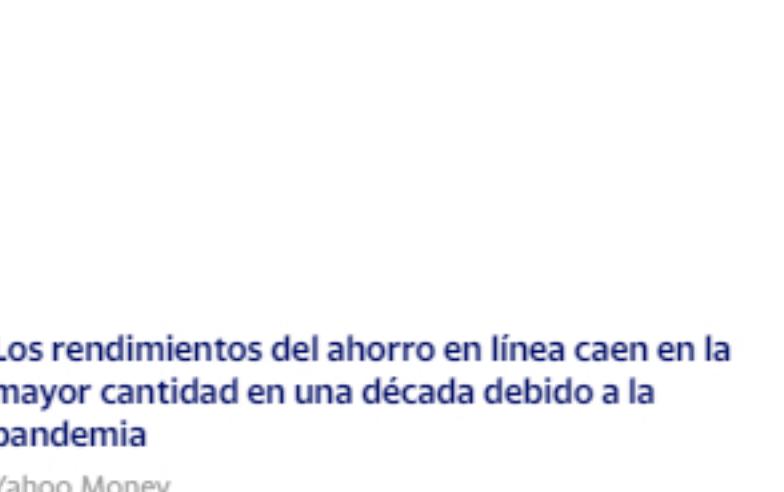 Los rendimientos del ahorro en línea caen en la
mayor cantidad en una década debido a la
pandemia
Yahoo Money